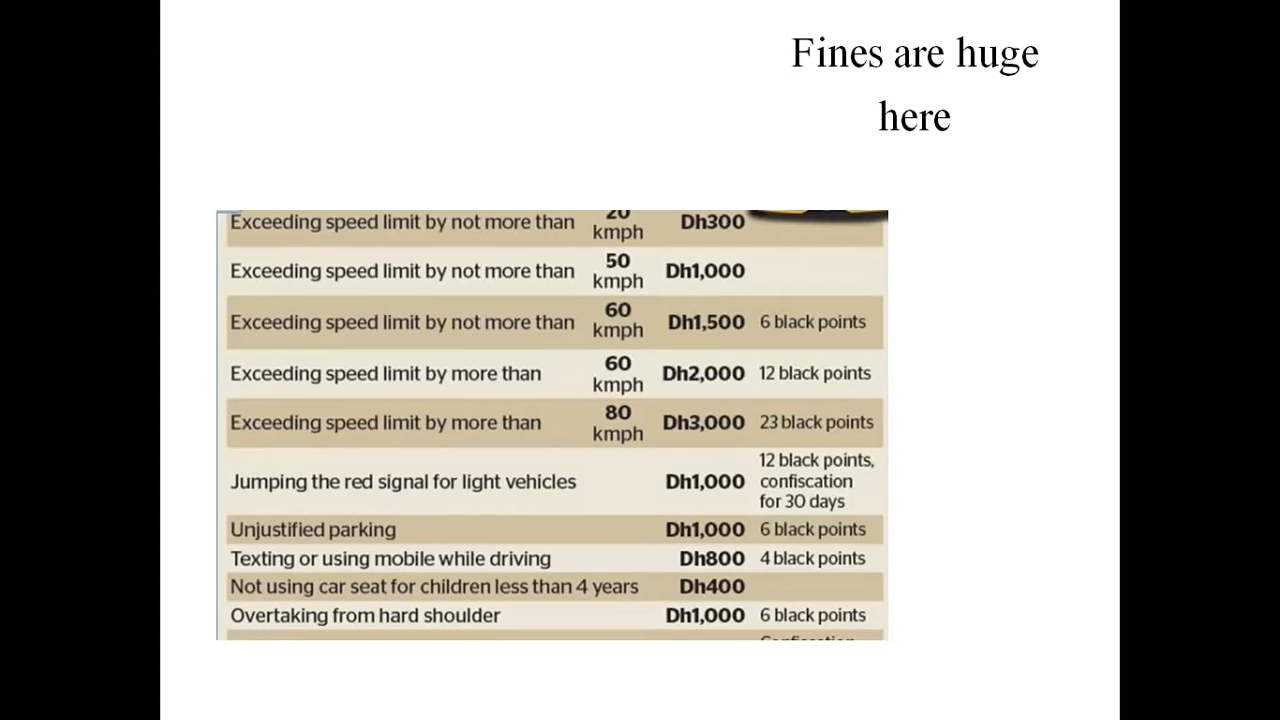 Fines are huge
here
Exceeding speed limit by not more than 20 kmph Dh300
Exceeding speed limit by not more than 50 kmph Dh1,000
Exceeding speed limit by not more than 60 kmph Dh1,500 6 black points
Exceeding speed limit by more than 60 kmph Dh2,000 12 black points
Exceeding speed limit by more than 80 kmph Dh3,000 23 black points
Jumping the red signal for light vehicles Dh1,000 12 black points,
confiscation
for 30 days
Unjustified parking Dh1,000 6 black points
Texting or using mobile while driving Dh800 4 black points
Not using car seat for children less than 4 years Dh400
Overtaking from hard shoulder Dh1,000 6 black points